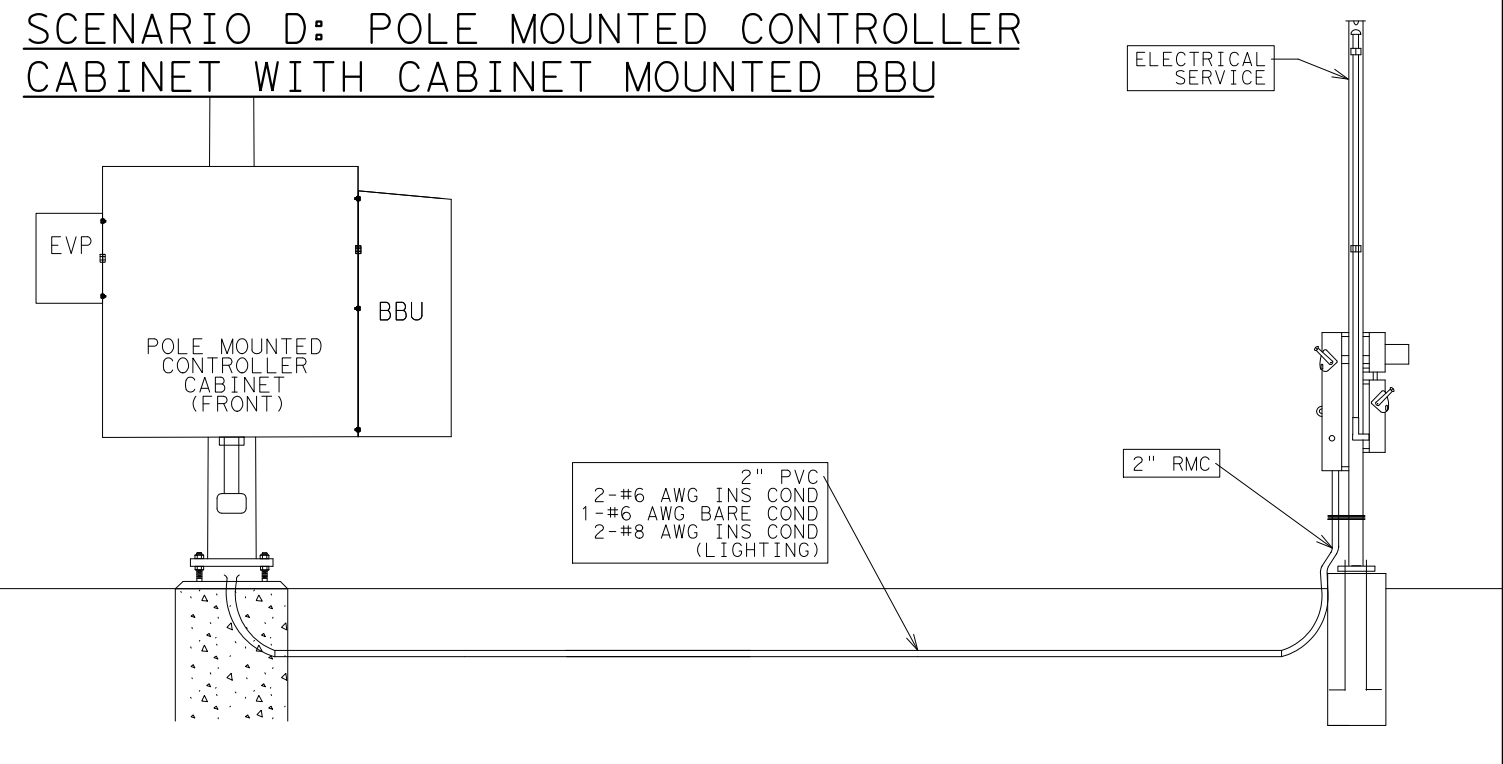 SCENARIO D: POLE MOUNTED CONTROLLER
CABINET WITH CABINET MOUNTED BBU
ELECTRICAL
SERVICE
EVP
BBU
POLE MOUNTED
CONTROLLER
CABINET
(FRONT)
2" PVC
2-#6 AWG INS COND
1-#6 AWG BARE COND
2-#8 AWG INS COND
(LIGHTING)
2" RMC